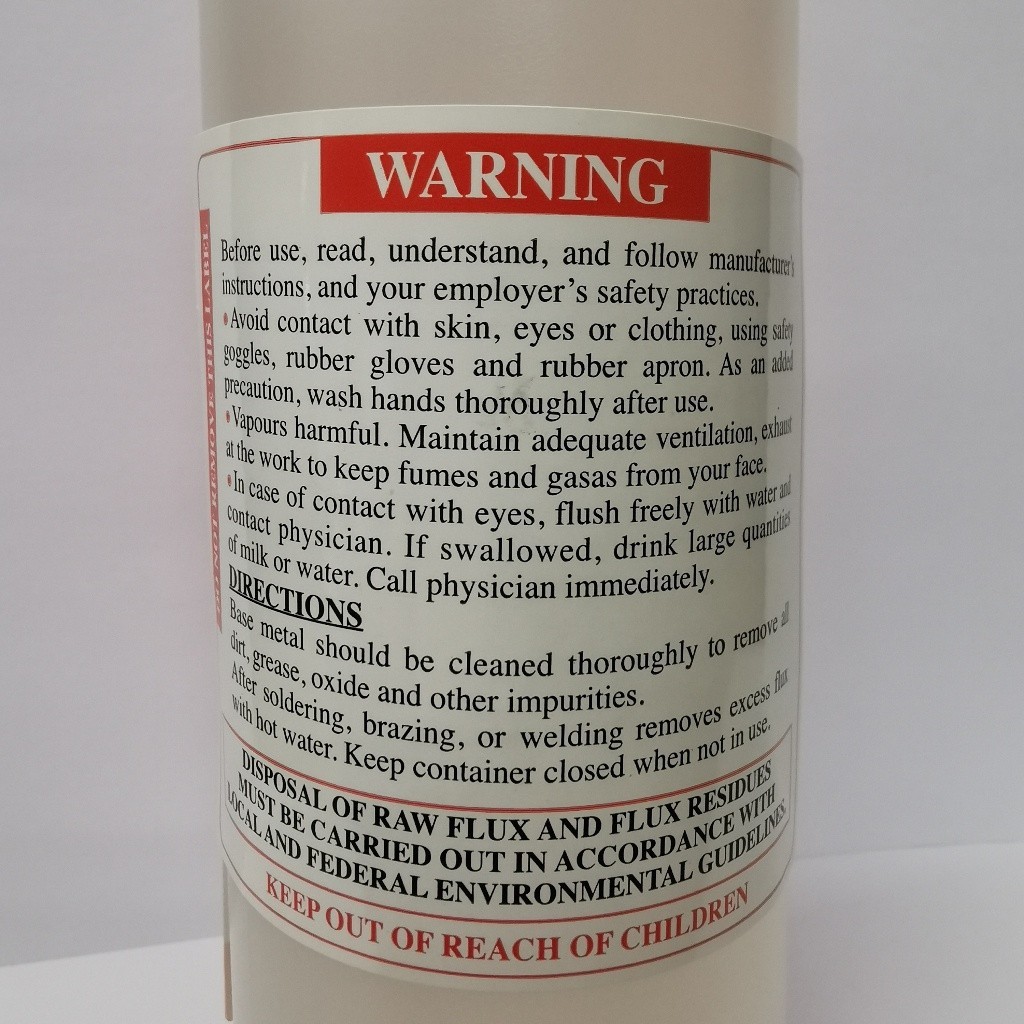 WARNING
Before use, read, understand, and follow manufacturer's
instructions, and your employer's safety practices.
•Avoid contact with skin, eyes or clothing, using safety
goggles, rubber gloves and rubber apron. As an added
precaution, wash hands thoroughly after use.
•Vapours harmful. Maintain adequate ventilation, exhaust
at the work to keep fumes and gasas from your face.
•In case of contact with eyes, flush freely with water and
contact physician. If swallowed, drink large quantities
of milk or water. Call physician immediately.
DIRECTIONS
Base metal should be cleaned thoroughly to remove all
dirt, grease, oxide and other impurities.
After soldering, brazing, or welding removes excess flux
with hot water. Keep container closed when not in use.
DISPOSAL OF RAW FLUX AND FLUX RESIDUES
MUST BE CARRIED OUT IN ACCORDANCE WITH
LOCAL AND FEDERAL ENVIRONMENTAL GUIDELINES.
KEEP OUT OF REACH OF CHILDREN
DO NOT REMOVE THIS LABEL